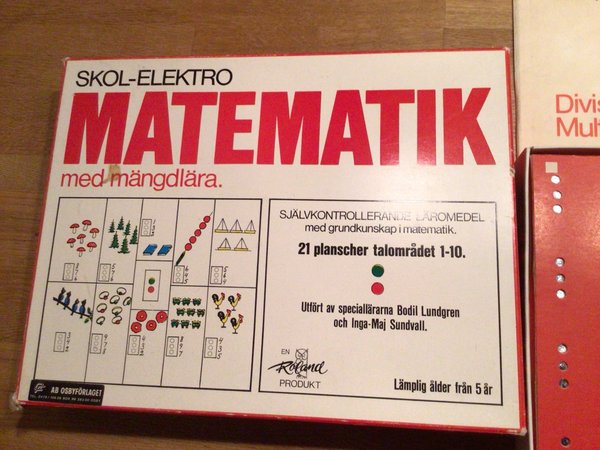 SKOL-ELEKTRO
MATEMATIK
med mängdlära.
SJÄLVKONTROLLERANDE LÄROMEDEL
med grundkunskap i matematik.
21 planscher talområdet 1-10.
Utfört av speciallärarna Bodil Lundgren
och Inga-Maj Sundvall.
EN
Roland
PRODUKT
Lämplig ålder från 5 år
AB OSBYFÖRLAGET
Divis
Mult